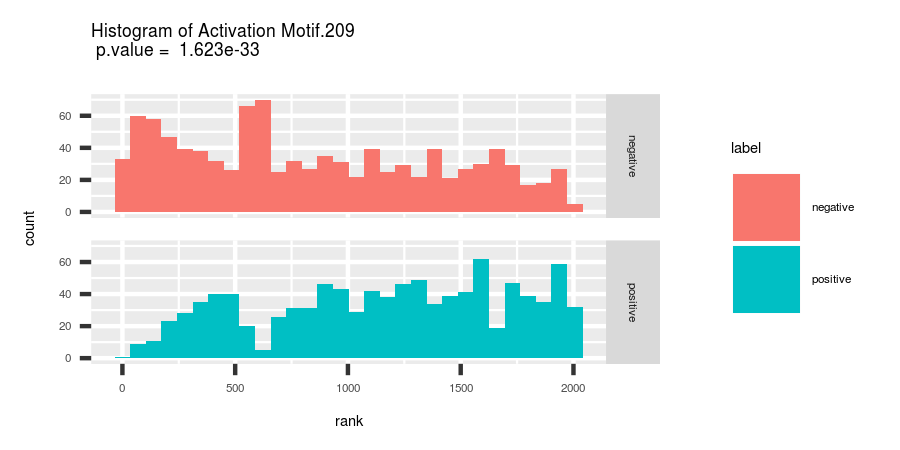 Histogram of Activation Motif.209
p.value = 1.623e-33
count
60
40
20
0
negative
60
40
20
0
positive
0 500 1000 1500 2000
rank
label
negative
positive